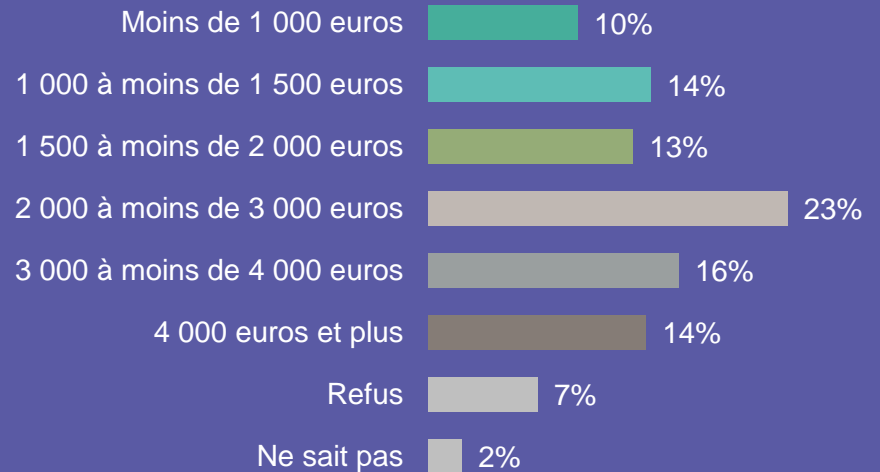 Moins de 1 000 euros 10%
1 000 à moins de 1 500 euros 14%
1 500 à moins de 2 000 euros 13%
2 000 à moins de 3 000 euros 23%
3 000 à moins de 4 000 euros 16%
4 000 euros et plus 14%
Refus 7%
Ne sait pas 2%